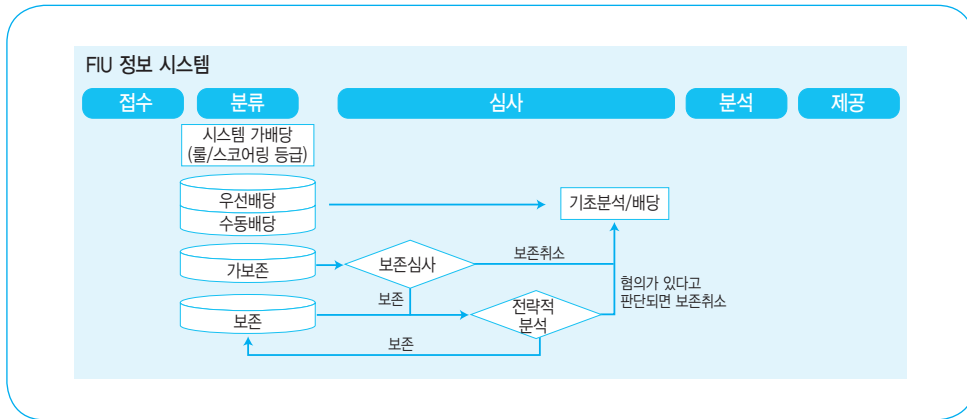 FIU 정보 시스템
접수
분류
심사
분석
제공
시스템 가배당
(룰/스코어링 등급)
우선배당
수동배당
기초분석/배당
가보존
보존심사
보존취소
혐의가 있다고
판단되면 보존취소
보존
보존
전략적
분석
보존